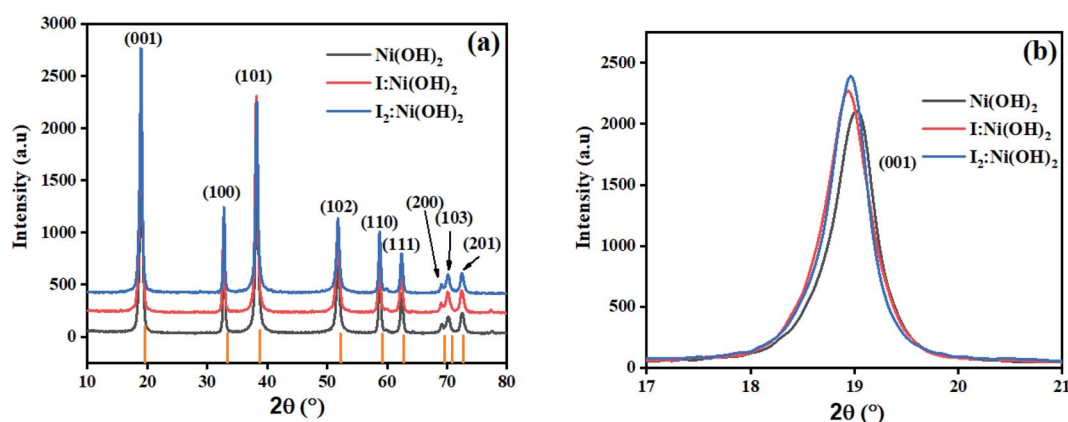 (a)
3000
2500
2000
1500
1000
500
0
Intensity (a.u)
(001)
(100)
(101)
(102)
(110)
(111)
(200)
(103)
(201)
Ni(OH)₂
I:Ni(OH)₂
I₂:Ni(OH)₂
10 20 30 40 50 60 70 80
2θ (°)
(b)
2500
2000
1500
1000
500
0
Intensity (a.u)
Ni(OH)₂
I:Ni(OH)₂
I₂:Ni(OH)₂
(001)
17 18 19 20 21
2θ (°)